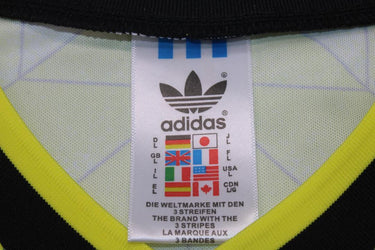 adidas
D
L
J
L
GB
L
F
L
I
L
USA
L
E
L
CDN
L/G
DIE WELTMARKE MIT DEN
3 STREIFEN
THE BRAND WITH THE
3 STRIPES
LA MARQUE AUX
3 BANDES